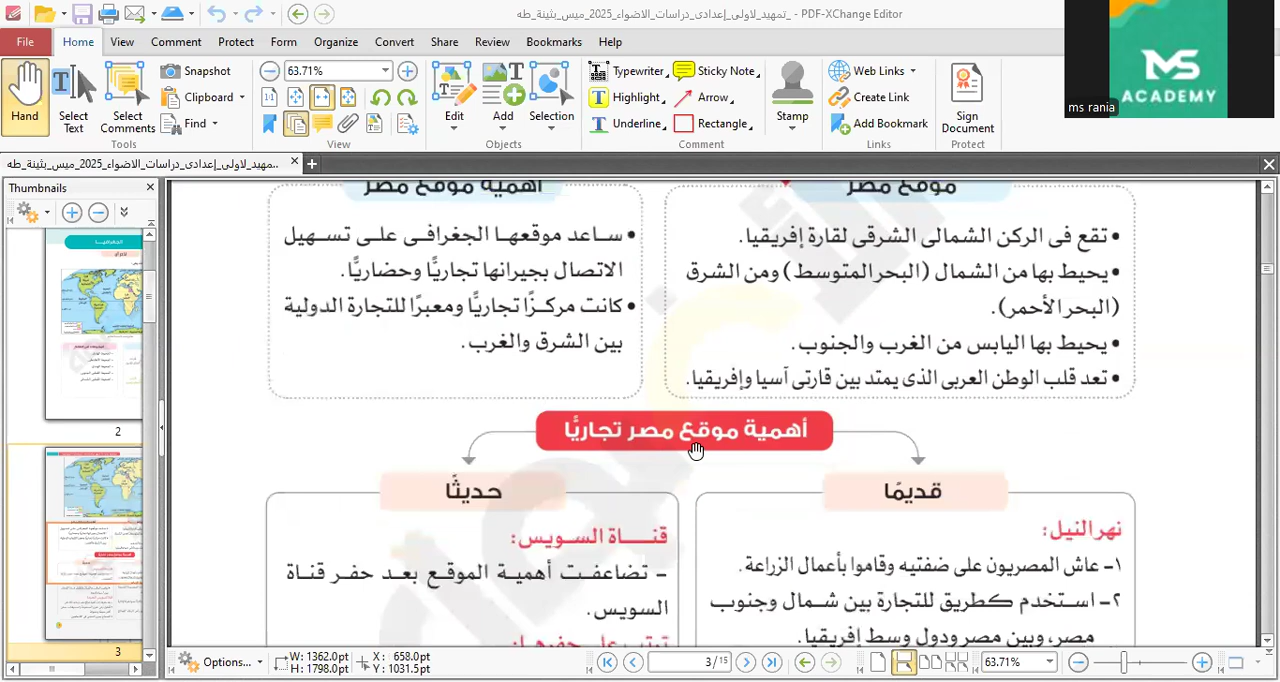 _تمهيد_لاولى_إعدادى_دراسات_الاضواء_2025_ميس_بثينة_طه - PDF-XChange Editor
File Home View Comment Protect Form Organize Convert Share Review Bookmarks Help
Hand
Select Text
Select Comments
Snapshot
Clipboard
Find
Tools
63.71%
View
Edit
Add
Selection
Objects
Typewriter
Highlight
Underline
Sticky Note
Arrow
Rectangle
Stamp
Comment
Web Links
Create Link
Add Bookmark
Links
Sign Document
Protect
MS
ACADEMY
ms rania
تمهيد_لاولى_إعدادى_دراسات_الاضواء_2025_ميس_بثينة_طه...
Thumbnails
2
3
موقع مصر
• تقع فى الركن الشمالى الشرقى لقارة إفريقيا.
• يحيط بها من الشمال (البحر المتوسط) ومن الشرق
(البحر الأحمر).
• يحيط بها اليابس من الغرب والجنوب.
• تعد قلب الوطن العربى الذى يمتد بين قارتى آسيا وإفريقيا.
أهمية موقع مصر
• ساعد موقعها الجغرافى على تسهيل
الاتصال بجيرانها تجاريًّا وحضاريًّا.
• كانت مركزًا تجاريًّا ومعبرًا للتجارة الدولية
بين الشرق والغرب.
أهمية موقع مصر تجاريًّا
قديمًا
نهر النيل:
١- عاش المصريون على ضفتيه وقاموا بأعمال الزراعة.
٢- استخدم كطريق للتجارة بين شمال وجنوب
مصر، وبين مصر ودول وسط إفريقيا.
حديثًا
قناة السويس:
- تضاعفت أهمية الموقع بعد حفر قناة
السويس.
ترتب على حفرها:
Options...
W: 1362.0pt
H: 1798.0pt
X: 658.0pt
Y: 1031.5pt
3 / 15
63.71%